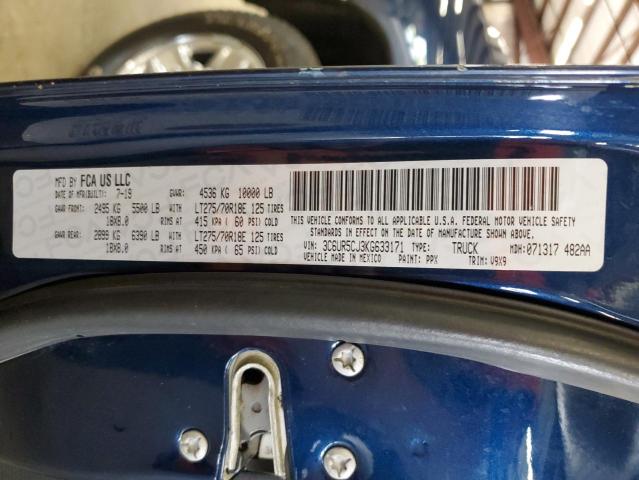 MFD BY FCA US LLC
DATE OF MFR(BUILT): 7-19 GVWR: 4536 KG 10000 LB
GAWR FRONT: 2495 KG 5500 LB WITH LT275/70R18E 125 TIRES
18X8.0 RIMS AT 415 KPA ( 60 PSI) COLD
GAWR REAR: 2899 KG 6390 LB WITH LT275/70R18E 125 TIRES
18X8.0 RIMS AT 450 KPA ( 65 PSI) COLD
THIS VEHICLE CONFORMS TO ALL APPLICABLE U.S.A. FEDERAL MOTOR VEHICLE SAFETY
STANDARDS IN EFFECT ON THE DATE OF MANUFACTURE SHOWN ABOVE.
VIN: 3C6UR5CJ3KG633171 TYPE: TRUCK MDH: 071317 482AA
VEHICLE MADE IN MEXICO PAINT: PPX TRIM: V9X9